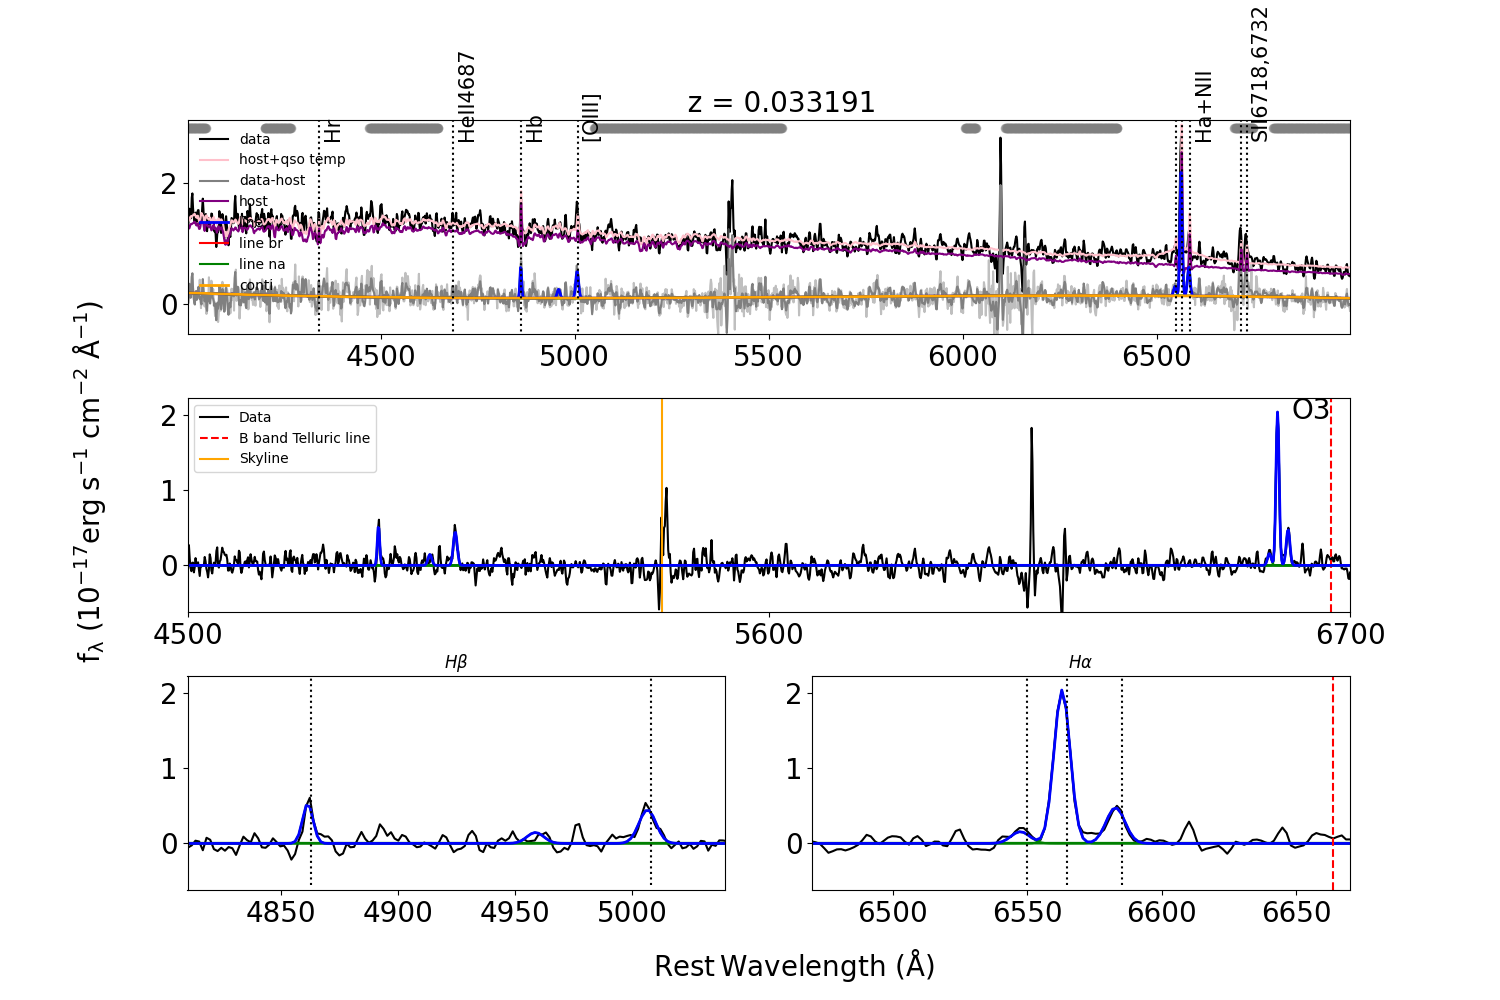 z = 0.033191
Hr
HeII4687
Hb
[OIII]
Ha+NII
SII6718,6732
data
host+qso temp
data-host
host
line
line br
line na
conti
2
0
4500
5000
5500
6000
6500
fλ (10⁻¹⁷erg s⁻¹ cm⁻² Å⁻¹)
Data
B band Telluric line
Skyline
O3
2
1
0
4500
5600
6700
Hβ
2
1
0
4850
4900
4950
5000
Hα
2
1
0
6500
6550
6600
6650
Rest Wavelength (Å)